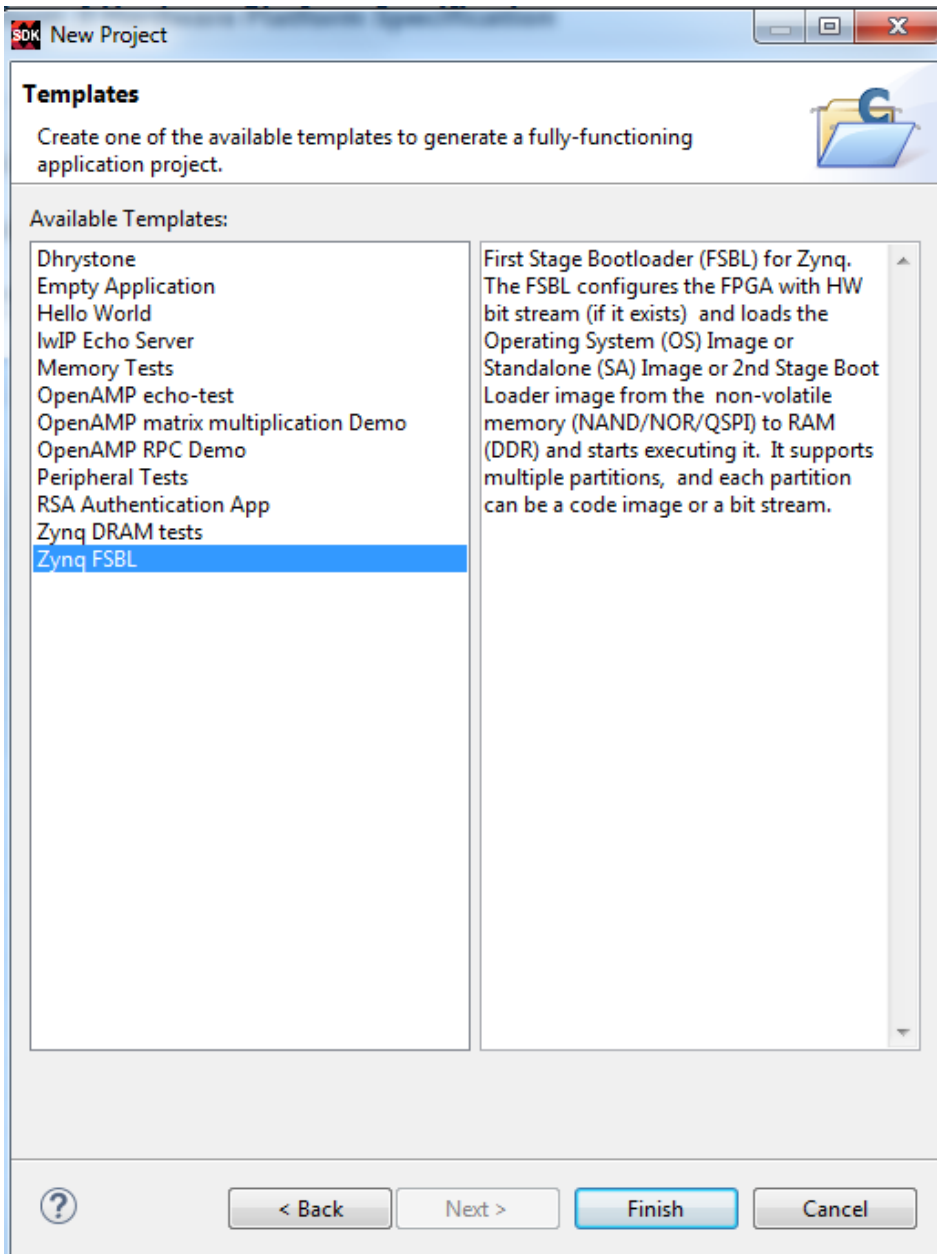 Hardware Platform Specification
SDK New Project
Templates
Create one of the available templates to generate a fully-functioning
application project.
Available Templates:
Dhrystone
Empty Application
Hello World
lwIP Echo Server
Memory Tests
OpenAMP echo-test
OpenAMP matrix multiplication Demo
OpenAMP RPC Demo
Peripheral Tests
RSA Authentication App
Zynq DRAM tests
Zynq FSBL
First Stage Bootloader (FSBL) for Zynq.
The FSBL configures the FPGA with HW
bit stream (if it exists)  and loads the
Operating System (OS) Image or
Standalone (SA) Image or 2nd Stage Boot
Loader image from the  non-volatile
memory (NAND/NOR/QSPI) to RAM
(DDR) and starts executing it.  It supports
multiple partitions,  and each partition
can be a code image or a bit stream.
?
< Back
Next >
Finish
Cancel